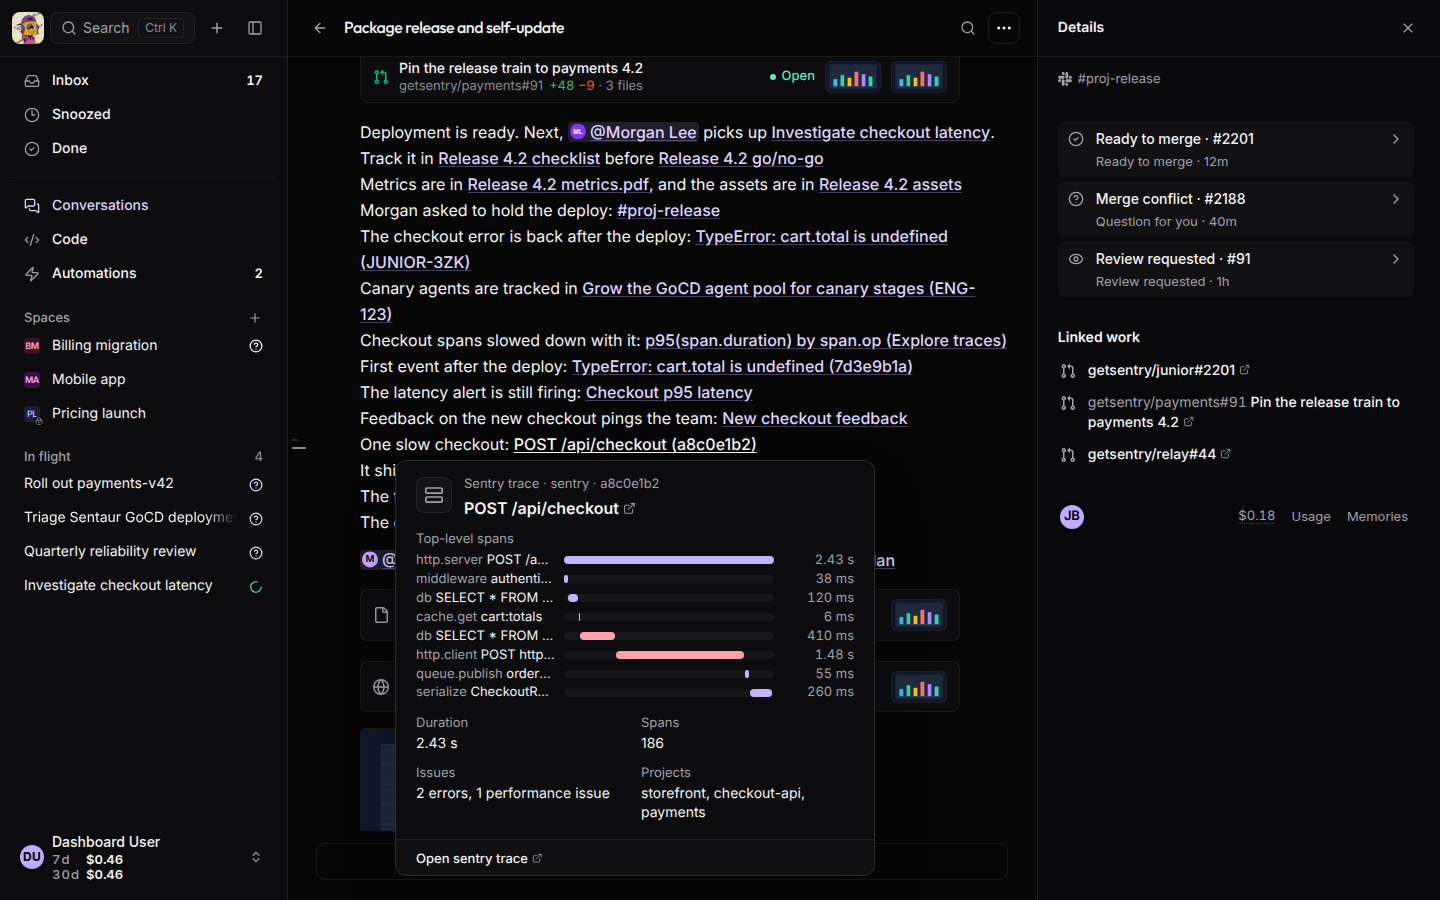 Search Ctrl K
Inbox 17
Snoozed
Done
Conversations
Code
Automations 2
Spaces
BM Billing migration
MA Mobile app
PL Pricing launch
In flight 4
Roll out payments-v42
Triage Sentaur GoCD deployme
Quarterly reliability review
Investigate checkout latency
DU Dashboard User
7d $0.46
30d $0.46
Package release and self-update
Pin the release train to payments 4.2
getsentry/payments#91 +48 −9 · 3 files
Open
Deployment is ready. Next, ML @Morgan Lee picks up Investigate checkout latency.
Track it in Release 4.2 checklist before Release 4.2 go/no-go
Metrics are in Release 4.2 metrics.pdf, and the assets are in Release 4.2 assets
Morgan asked to hold the deploy: #proj-release
The checkout error is back after the deploy: TypeError: cart.total is undefined
(JUNIOR-3ZK)
Canary agents are tracked in Grow the GoCD agent pool for canary stages (ENG-
123)
Checkout spans slowed down with it: p95(span.duration) by span.op (Explore traces)
First event after the deploy: TypeError: cart.total is undefined (7d3e9b1a)
The latency alert is still firing: Checkout p95 latency
Feedback on the new checkout pings the team: New checkout feedback
One slow checkout: POST /api/checkout (a8c0e1b2)
It shi
The
The
M @
lan
Sentry trace · sentry · a8c0e1b2
POST /api/checkout
Top-level spans
http.server POST /a... 2.43 s
middleware authenti... 38 ms
db SELECT * FROM ... 120 ms
cache.get cart:totals 6 ms
db SELECT * FROM ... 410 ms
http.client POST http... 1.48 s
queue.publish order... 55 ms
serialize CheckoutR... 260 ms
Duration
2.43 s
Spans
186
Issues
2 errors, 1 performance issue
Projects
storefront, checkout-api,
payments
Open sentry trace
Details
#proj-release
Ready to merge · #2201
Ready to merge · 12m
Merge conflict · #2188
Question for you · 40m
Review requested · #91
Review requested · 1h
Linked work
getsentry/junior#2201
getsentry/payments#91 Pin the release train to
payments 4.2
getsentry/relay#44
JB $0.18 Usage Memories